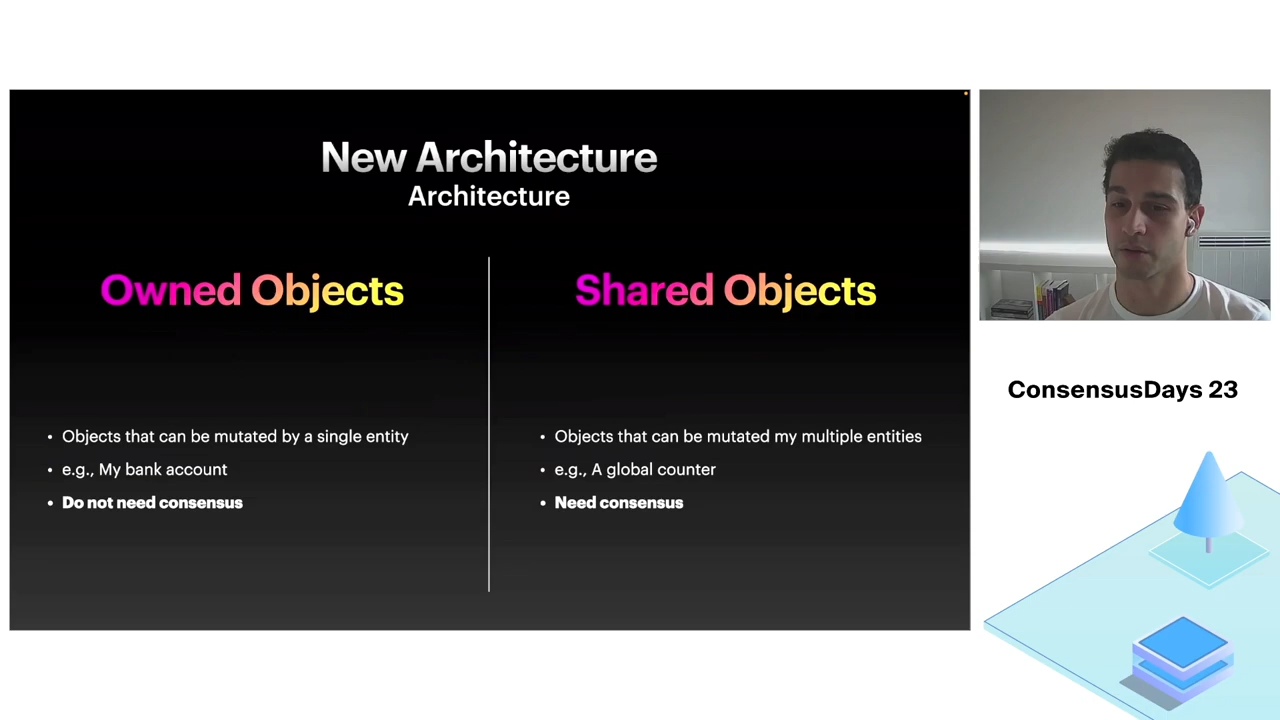 New Architecture
Architecture
Owned Objects
• Objects that can be mutated by a single entity
• e.g., My bank account
• Do not need consensus
Shared Objects
• Objects that can be mutated my multiple entities
• e.g., A global counter
• Need consensus
ConsensusDays 23